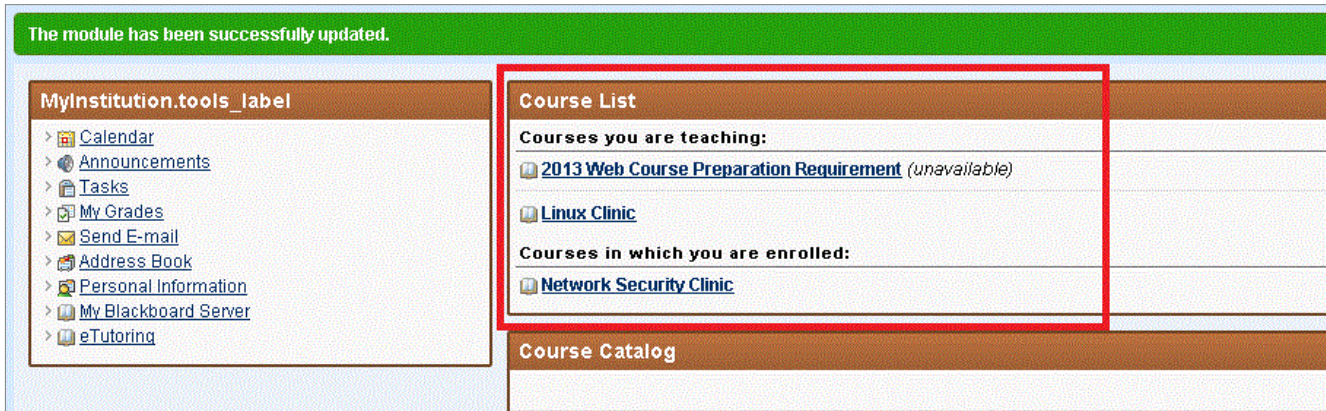 The module has been successfully updated.
MyInstitution.tools_label
Calendar
Announcements
Tasks
My Grades
Send E-mail
Address Book
Personal Information
My Blackboard Server
eTutoring
Course List
Courses you are teaching:
2013 Web Course Preparation Requirement (unavailable)
Linux Clinic
Courses in which you are enrolled:
Network Security Clinic
Course Catalog